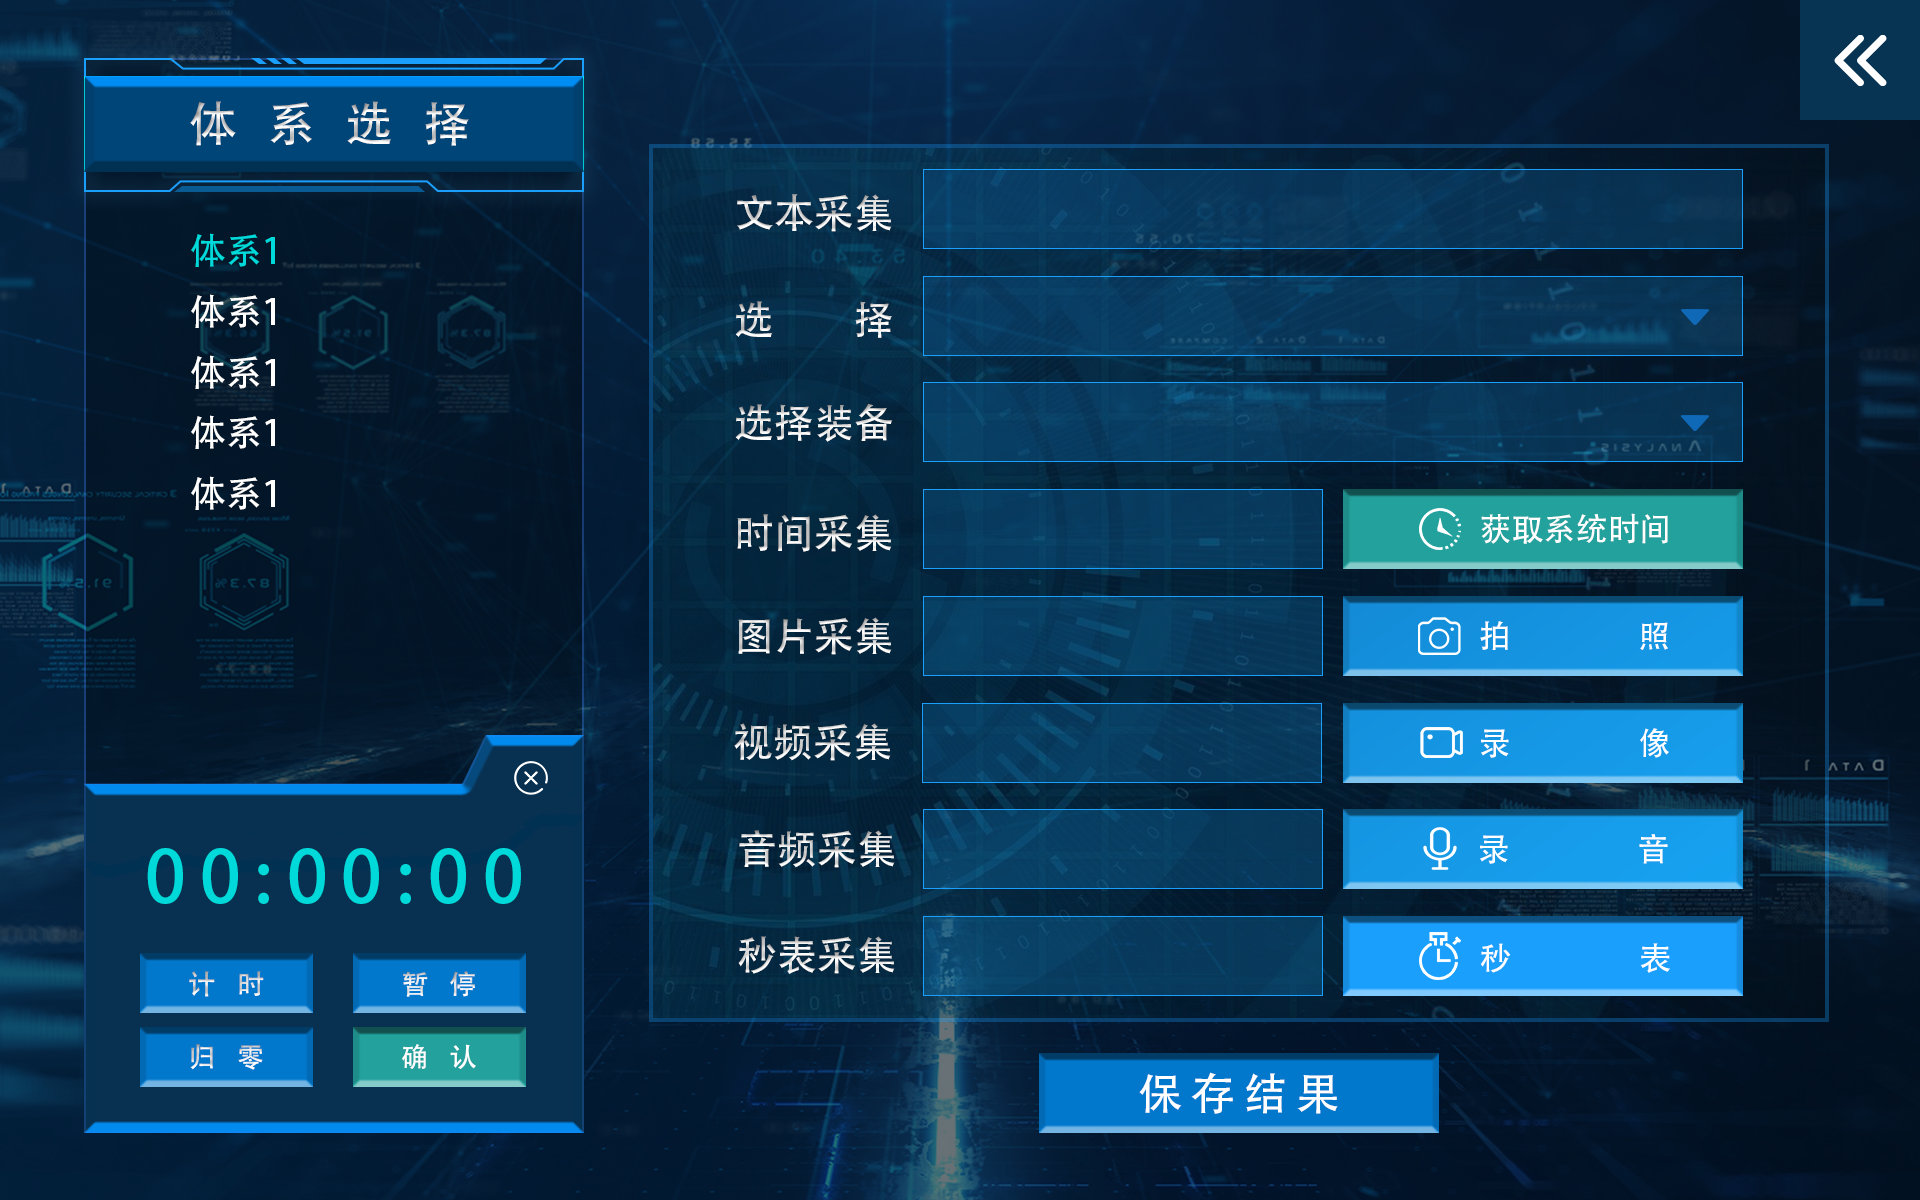 体系选择
体系1
体系1
体系1
体系1
体系1
00:00:00
计时
暂停
归零
确认
文本采集
选择
选择装备
时间采集
获取系统时间
图片采集
拍照
视频采集
录像
音频采集
录音
秒表采集
秒表
保存结果